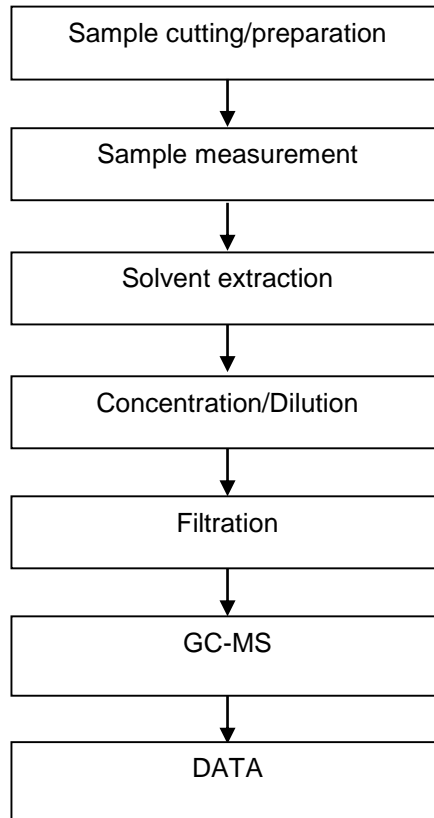 Sample cutting/preparation
Sample measurement
Solvent extraction
Concentration/Dilution
Filtration
GC-MS
DATA